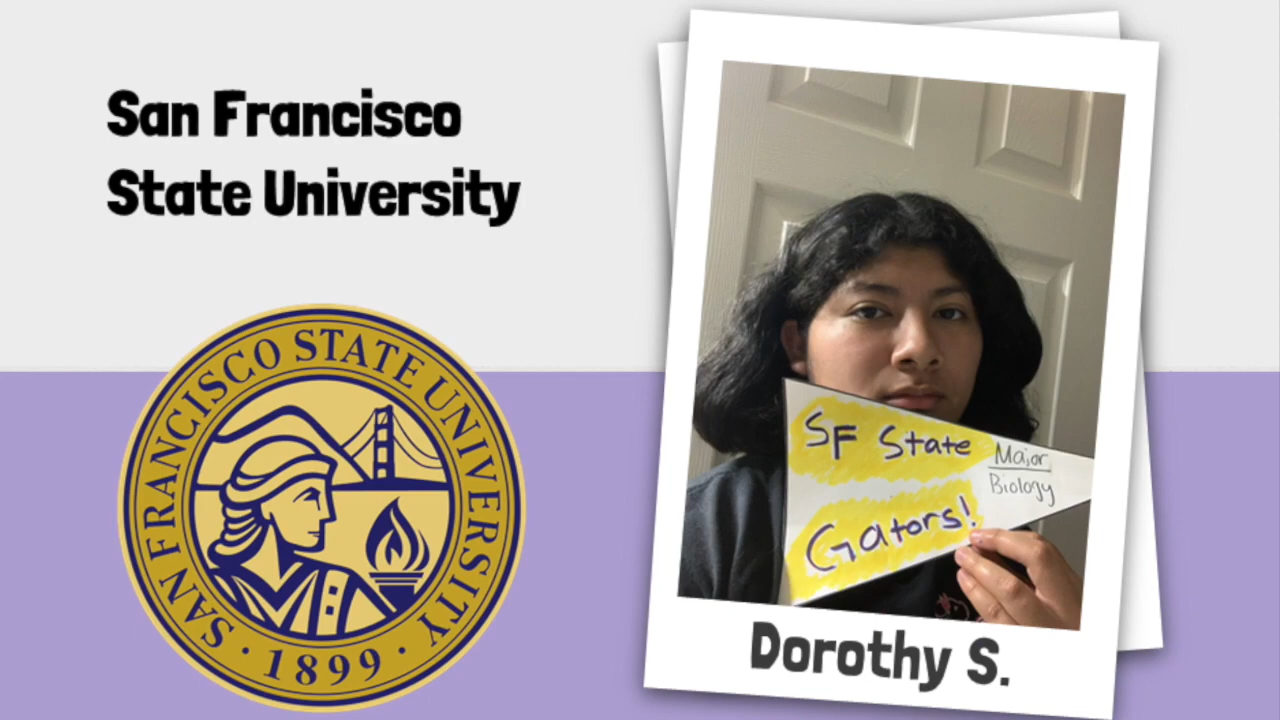 San Francisco
State University
SAN FRANCISCO STATE UNIVERSITY
· 1899 ·
SF State
Gators!
Major
Biology
Dorothy S.